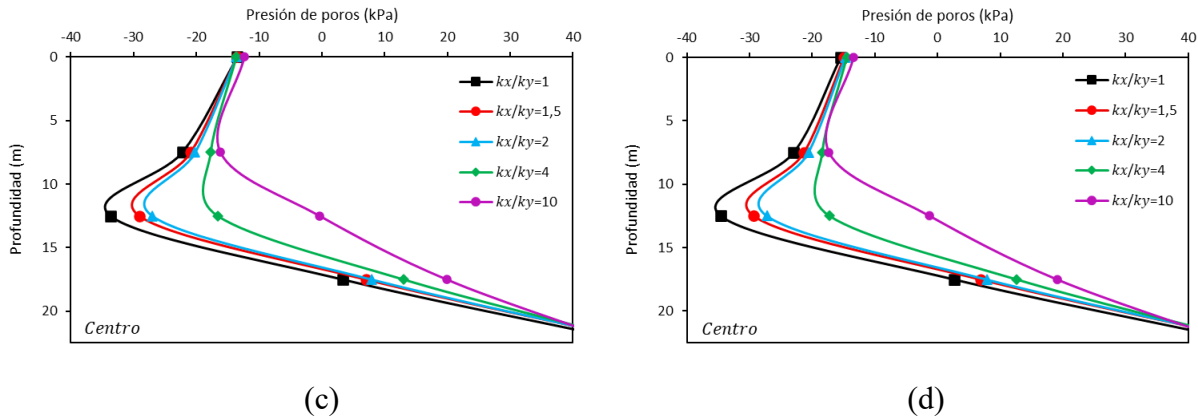 Presión de poros (kPa)
-40 -30 -20 -10 0 10 20 30 40
0
5
10
15
20
Profundidad (m)
kx/ky=1
kx/ky=1,5
kx/ky=2
kx/ky=4
kx/ky=10
Centro
(c)
Presión de poros (kPa)
-40 -30 -20 -10 0 10 20 30 40
0
5
10
15
20
Profundidad (m)
kx/ky=1
kx/ky=1,5
kx/ky=2
kx/ky=4
kx/ky=10
Centro
(d)